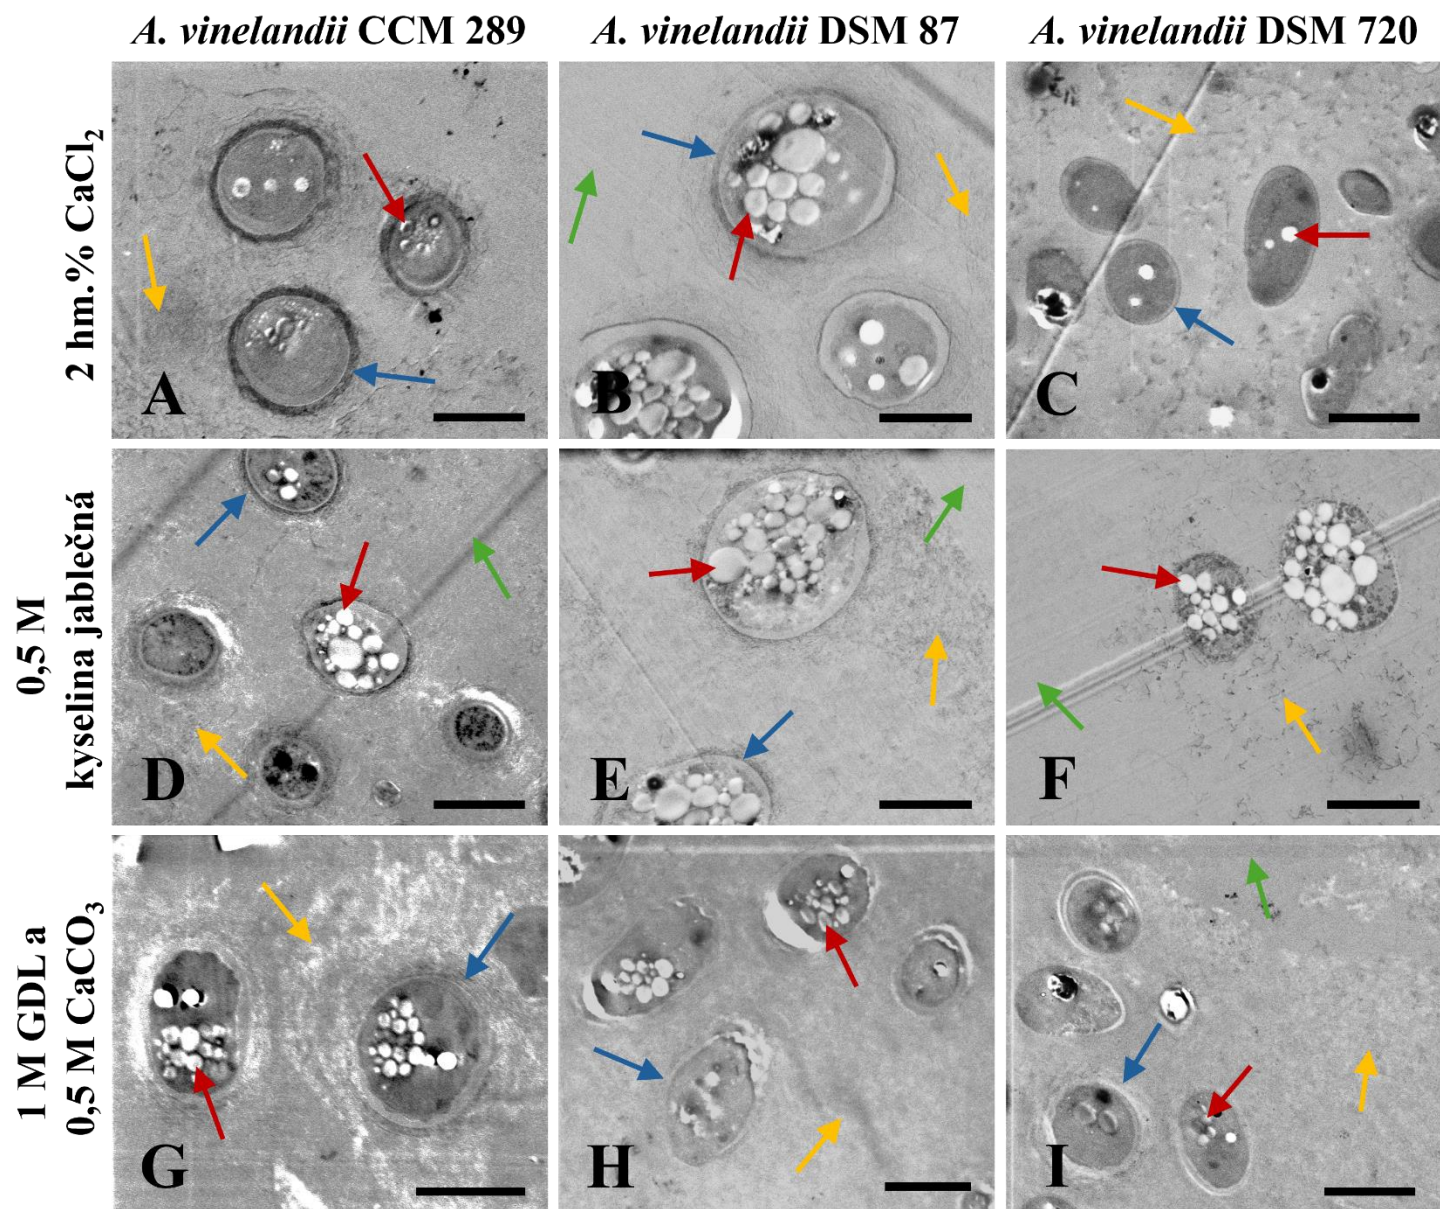 A. vinelandii CCM 289
A. vinelandii DSM 87
A. vinelandii DSM 720
2 hm.% CaCl₂
A
B
C
0,5 M
kyselina jablečná
D
E
F
1 M GDL a
0,5 M CaCO₃
G
H
I